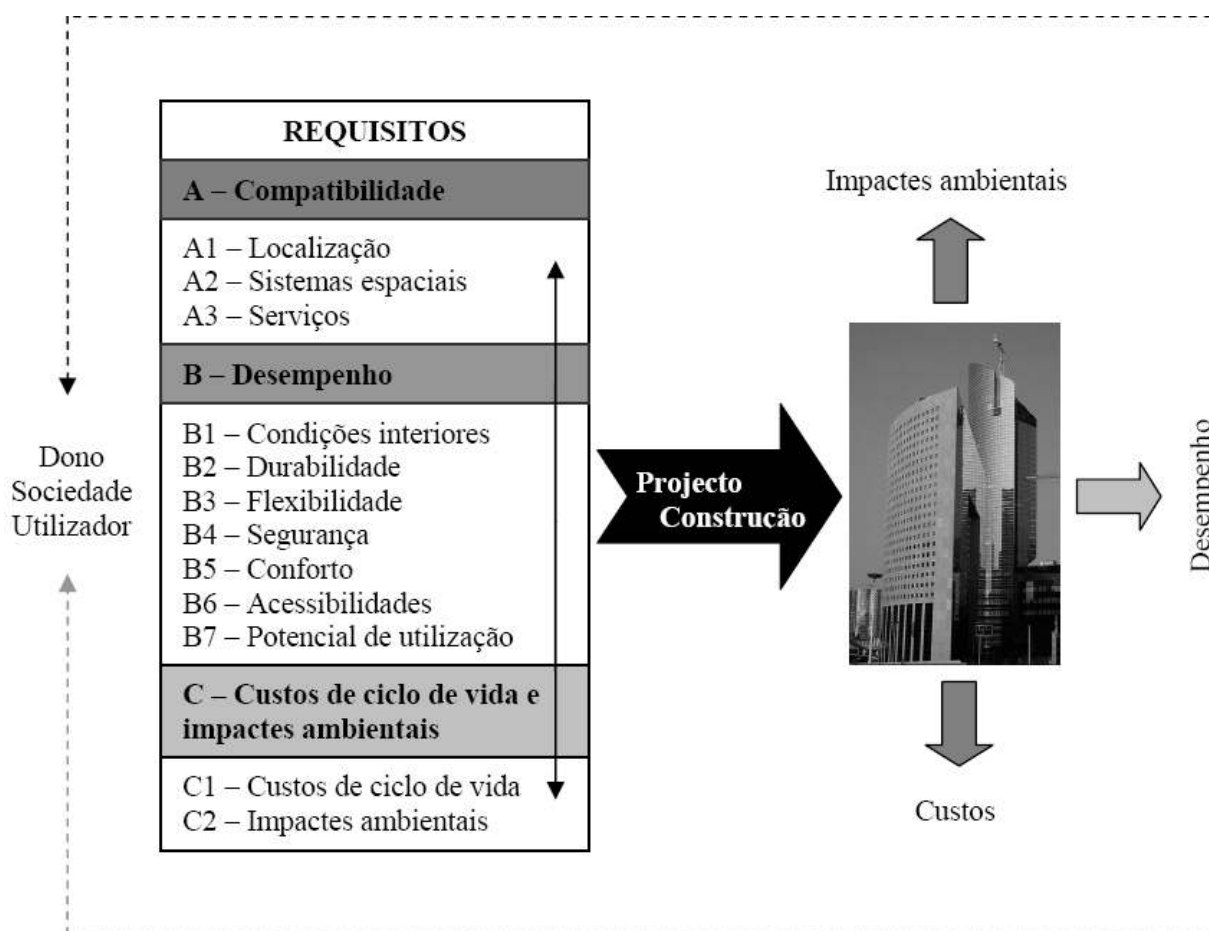 REQUISITOS
A – Compatibilidade
A1 – Localização
A2 – Sistemas espaciais
A3 – Serviços
B – Desempenho
B1 – Condições interiores
B2 – Durabilidade
B3 – Flexibilidade
B4 – Segurança
B5 – Conforto
B6 – Acessibilidades
B7 – Potencial de utilização
C – Custos de ciclo de vida e
impactes ambientais
C1 – Custos de ciclo de vida
C2 – Impactes ambientais
Dono
Sociedade
Utilizador
Projecto
Construção
Impactes ambientais
Desempenho
Custos